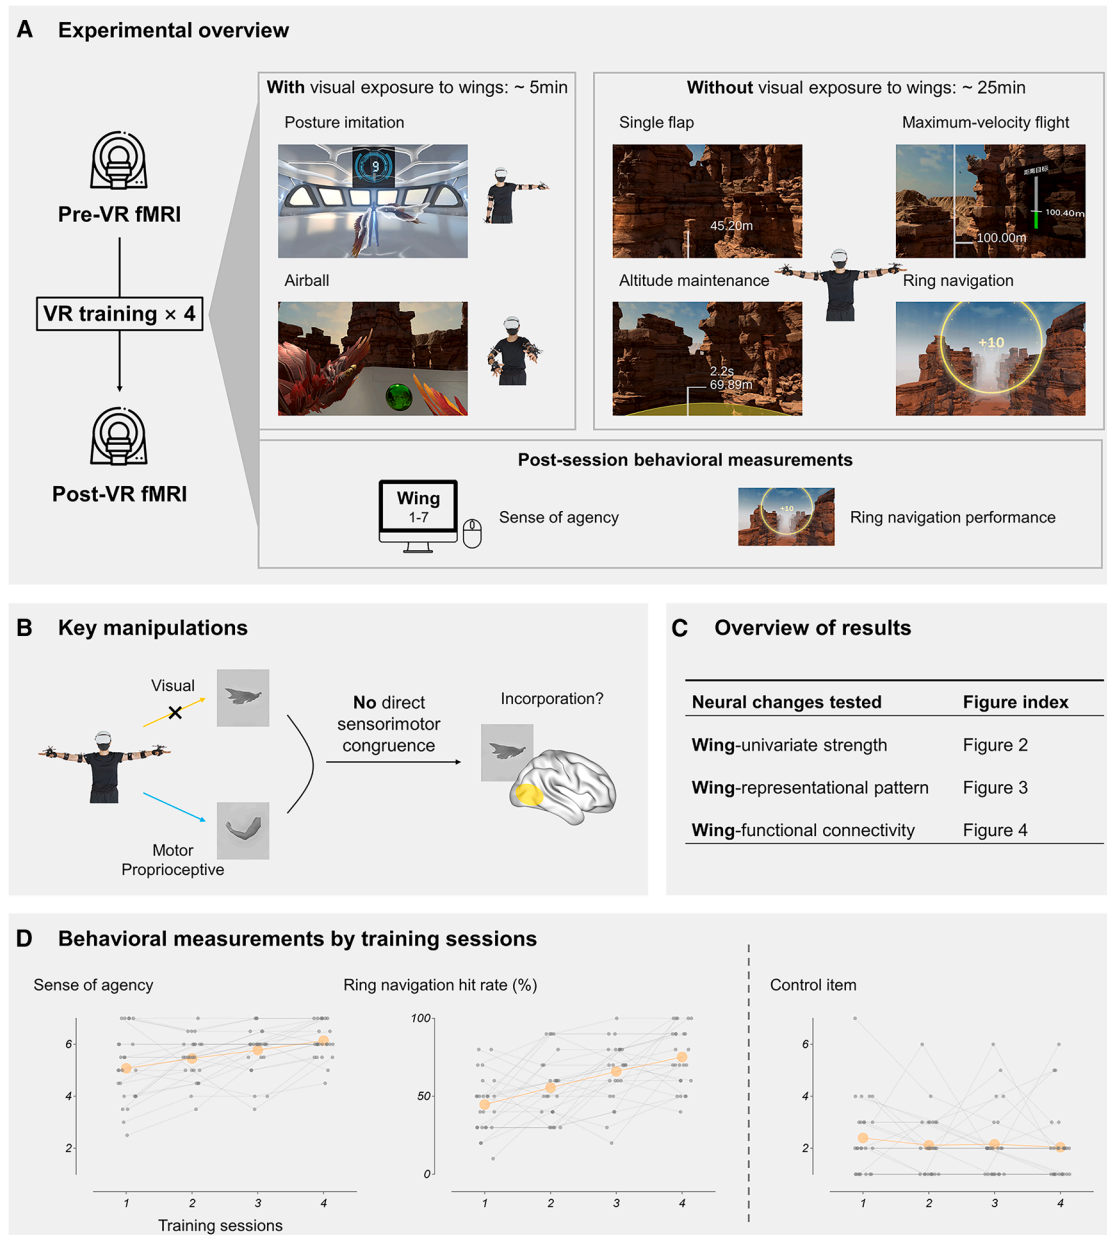 A Experimental overview
Pre-VR fMRI
VR training × 4
Post-VR fMRI
With visual exposure to wings: ~ 5min
Posture imitation
9
Airball
Without visual exposure to wings: ~ 25min
Single flap
45.20m
Maximum-velocity flight
距离目标
100.40m
100.00m
Altitude maintenance
2.2s
69.89m
Ring navigation
+10
Post-session behavioral measurements
Wing
1-7
Sense of agency
+10
Ring navigation performance
B Key manipulations
Visual
Motor
Proprioceptive
No direct
sensorimotor
congruence
Incorporation?
C Overview of results
Neural changes tested Figure index
Wing-univariate strength Figure 2
Wing-representational pattern Figure 3
Wing-functional connectivity Figure 4
D Behavioral measurements by training sessions
Sense of agency
6
4
2
1 2 3 4
Training sessions
Ring navigation hit rate (%)
100
50
0
1 2 3 4
Control item
6
4
2
1 2 3 4